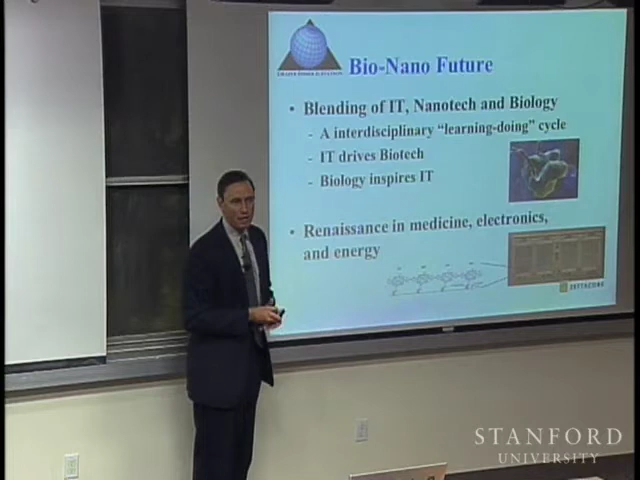 Bio-Nano Future
• Blending of IT, Nanotech and Biology
- A interdisciplinary "learning-doing" cycle
- IT drives Biotech
- Biology inspires IT
• Renaissance in medicine, electronics,
and energy
ZETTACORE
STANFORD
UNIVERSITY